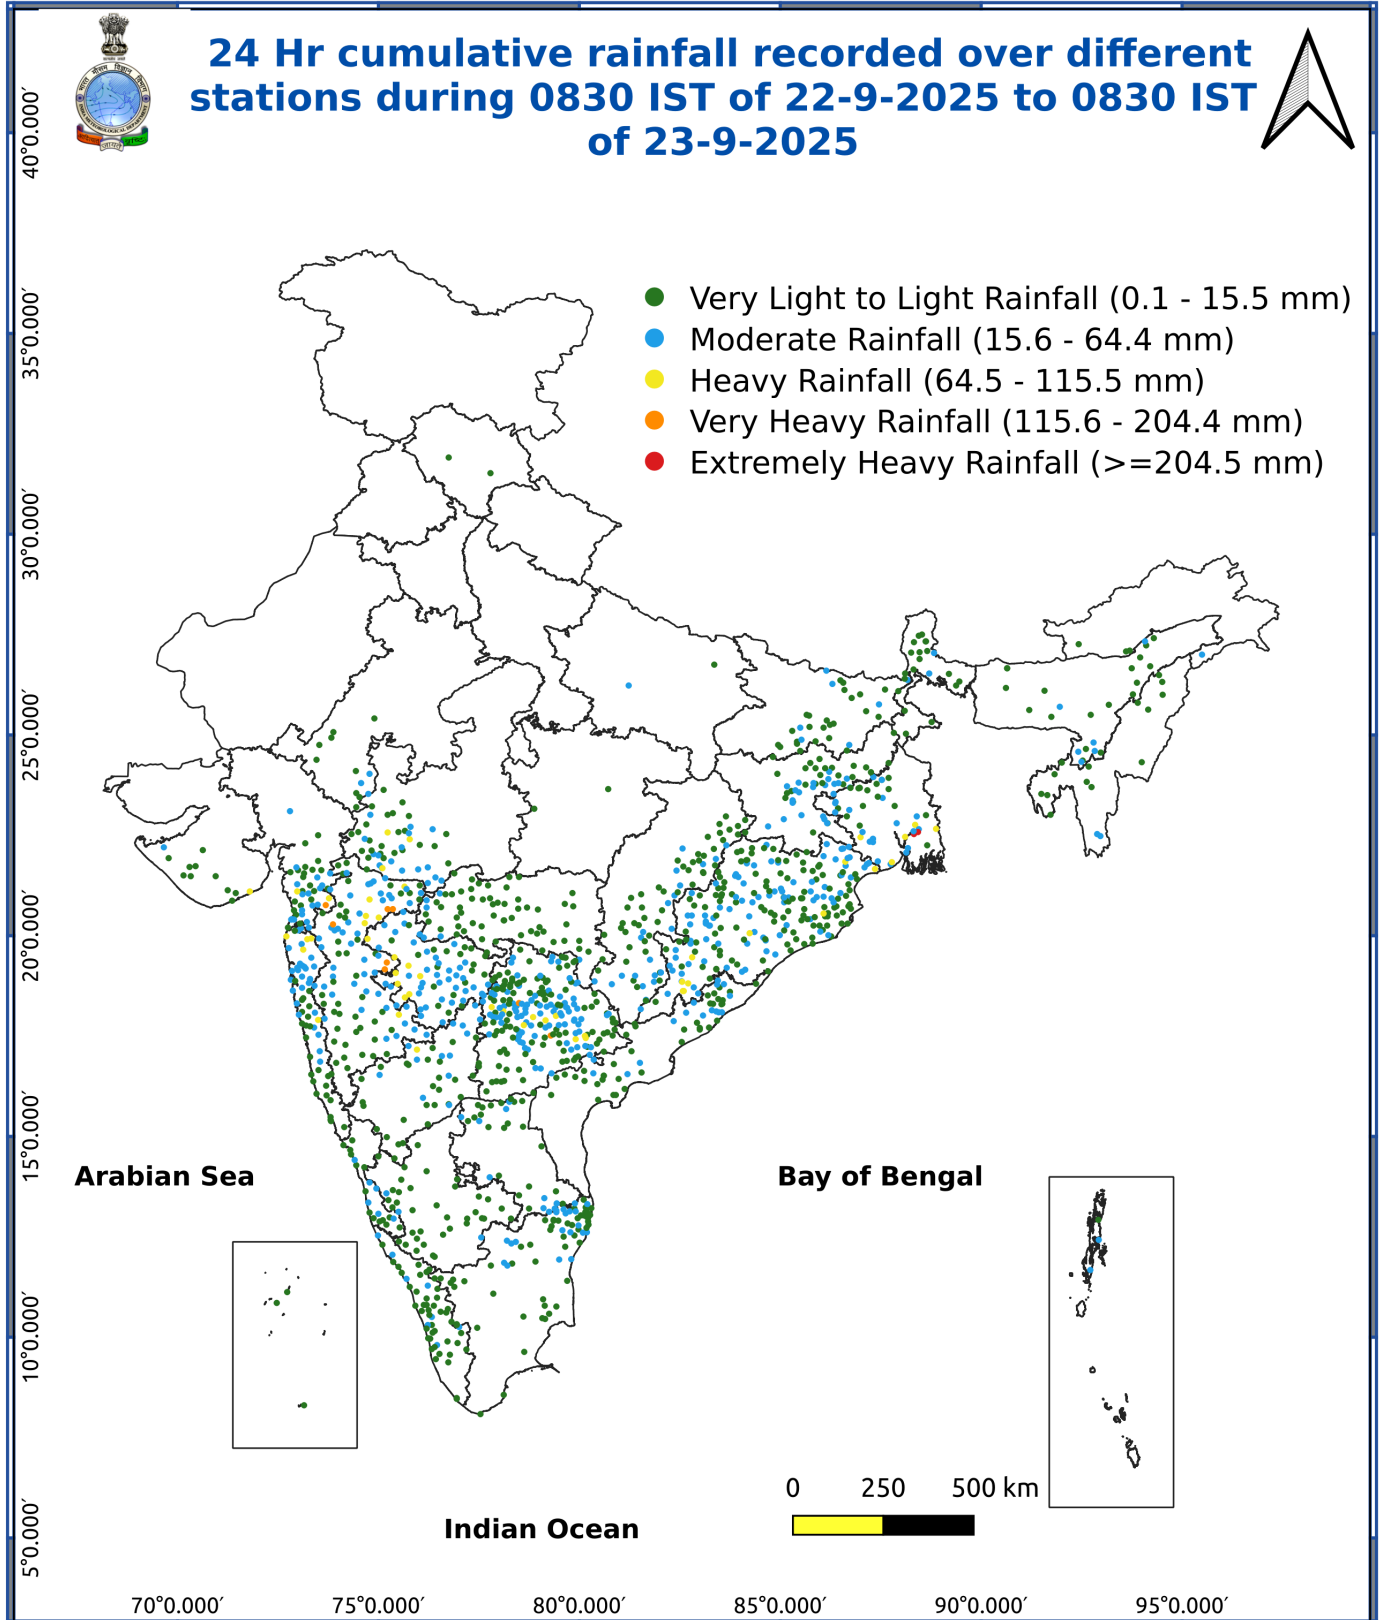 24 Hr cumulative rainfall recorded over different
stations during 0830 IST of 22-9-2025 to 0830 IST
of 23-9-2025
Very Light to Light Rainfall (0.1 - 15.5 mm)
Moderate Rainfall (15.6 - 64.4 mm)
Heavy Rainfall (64.5 - 115.5 mm)
Very Heavy Rainfall (115.6 - 204.4 mm)
Extremely Heavy Rainfall (>=204.5 mm)
40°0.000′
35°0.000′
30°0.000′
25°0.000′
20°0.000′
15°0.000′
10°0.000′
5°0.000′
Arabian Sea
Bay of Bengal
Indian Ocean
0 250 500 km
70°0.000′ 75°0.000′ 80°0.000′ 85°0.000′ 90°0.000′ 95°0.000′